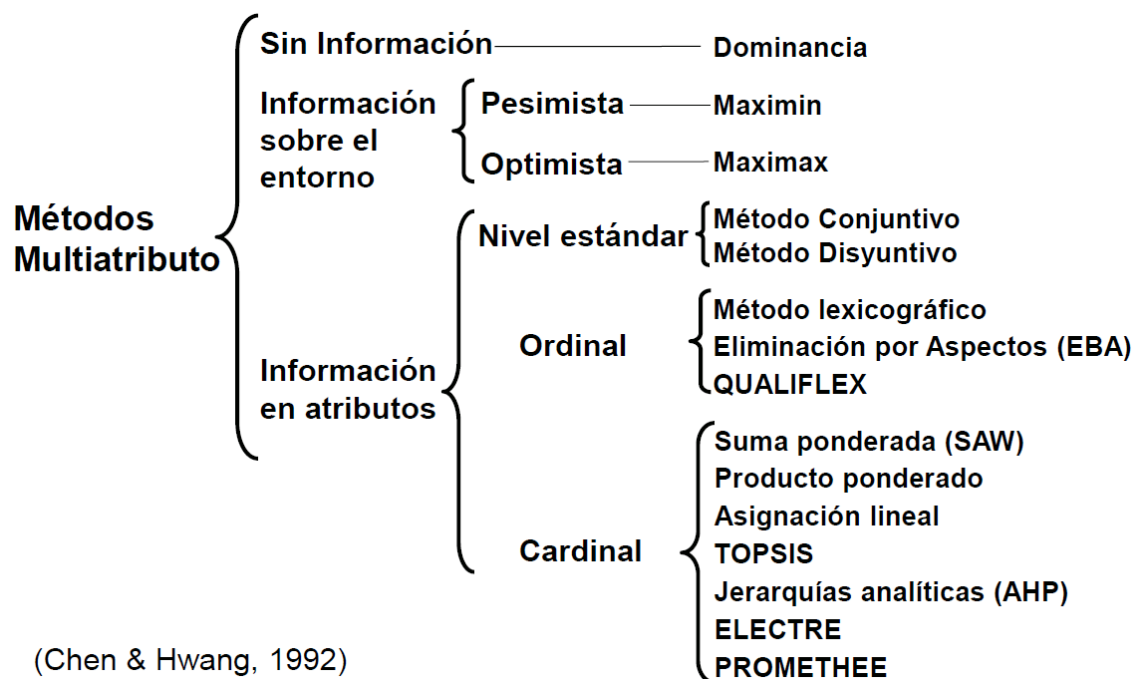 Métodos
Multiatributo
Sin Información
Dominancia
Información
sobre el
entorno
Pesimista
Maximin
Optimista
Maximax
Información
en atributos
Nivel estándar
Método Conjuntivo
Método Disyuntivo
Ordinal
Método lexicográfico
Eliminación por Aspectos (EBA)
QUALIFLEX
Cardinal
Suma ponderada (SAW)
Producto ponderado
Asignación lineal
TOPSIS
Jerarquías analíticas (AHP)
ELECTRE
PROMETHEE
(Chen & Hwang, 1992)